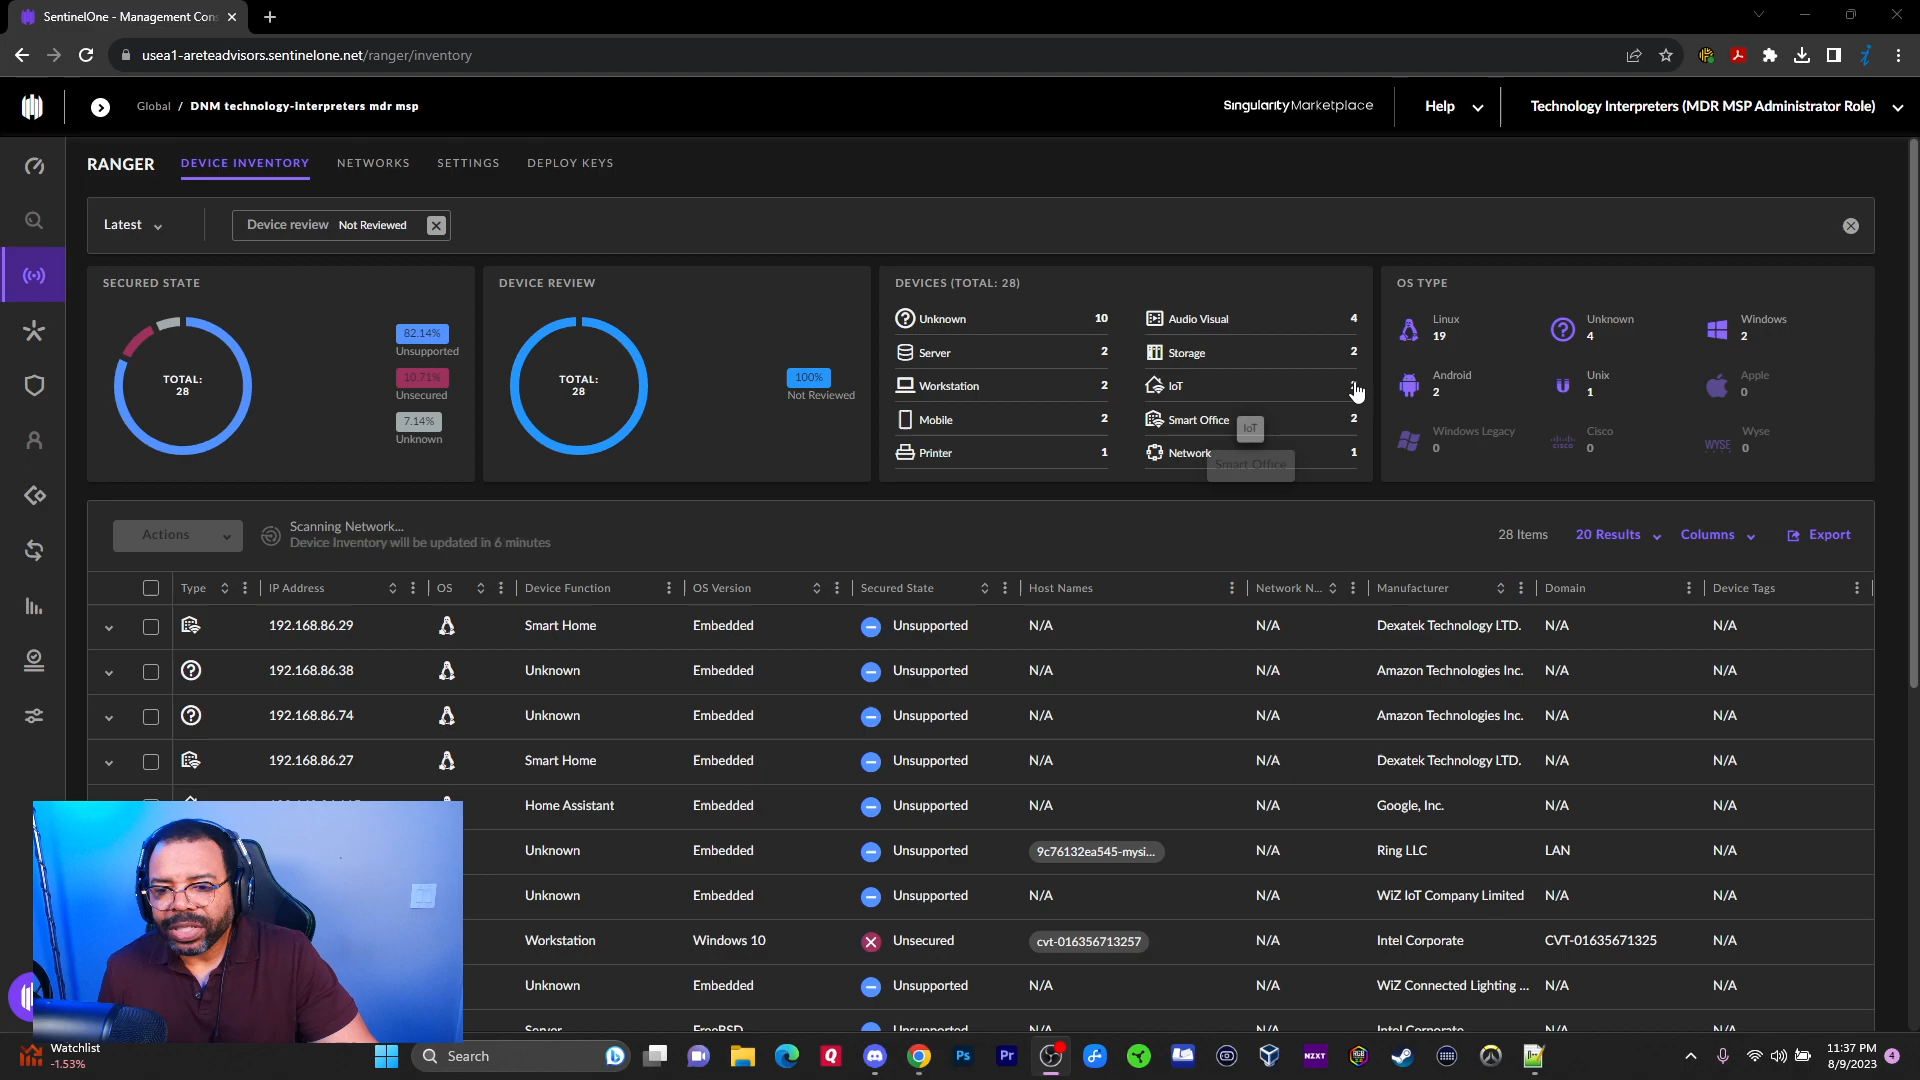 SentinelOne - Management Cons
usea1-areteadvisors.sentinelone.net/ranger/inventory
Global / DNM technology-interpreters mdr msp
Singularity Marketplace
Help
Technology Interpreters (MDR MSP Administrator Role)
RANGER
DEVICE INVENTORY
NETWORKS
SETTINGS
DEPLOY KEYS
Latest
Device review Not Reviewed
SECURED STATE
TOTAL:
28
82.14%
Unsupported
10.71%
Unsecured
7.14%
Unknown
DEVICE REVIEW
TOTAL:
28
100%
Not Reviewed
DEVICES (TOTAL: 28)
Unknown 10
Server 2
Workstation 2
Mobile 2
Printer 1
Audio Visual 4
Storage 2
IoT
Smart Office 2
Network 1
IoT
Smart Office
OS TYPE
Linux
19
Unknown
4
Windows
2
Android
2
Unix
1
Apple
0
Windows Legacy
0
CISCO
Cisco
0
WYSE
Wyse
0
Actions
Scanning Network...
Device Inventory will be updated in 6 minutes
28 Items
20 Results
Columns
Export
Type IP Address OS Device Function OS Version Secured State Host Names Network N... Manufacturer Domain Device Tags
192.168.86.29 Smart Home Embedded Unsupported N/A N/A Dexatek Technology LTD. N/A N/A
192.168.86.38 Unknown Embedded Unsupported N/A N/A Amazon Technologies Inc. N/A N/A
192.168.86.74 Unknown Embedded Unsupported N/A N/A Amazon Technologies Inc. N/A N/A
192.168.86.27 Smart Home Embedded Unsupported N/A N/A Dexatek Technology LTD. N/A N/A
Home Assistant Embedded Unsupported N/A N/A Google, Inc. N/A N/A
Unknown Embedded Unsupported 9c76132ea545-mysi... N/A Ring LLC LAN N/A
Unknown Embedded Unsupported N/A N/A WiZ IoT Company Limited N/A N/A
Workstation Windows 10 Unsecured cvt-016356713257 N/A Intel Corporate CVT-01635671325 N/A
Unknown Embedded Unsupported N/A N/A WiZ Connected Lighting ... N/A N/A
Server FreeBSD Unsupported N/A N/A Intel Corporate N/A N/A
Watchlist
-1.53%
Search
Ps
Pr
NZXT
11:37 PM
8/9/2023
4